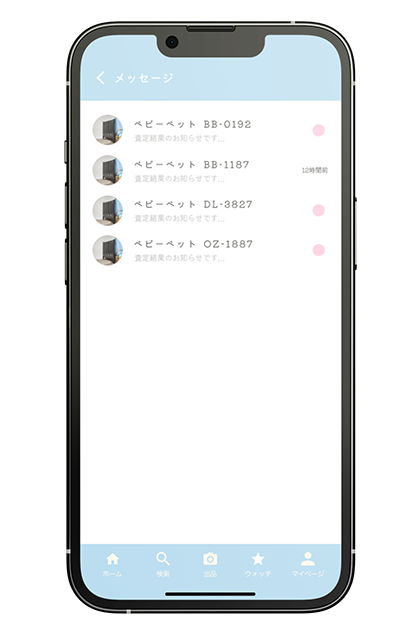 メッセージ
ベビーベット BB-0192
査定結果のお知らせです...
ベビーベット BB-1187
12時間前
査定結果のお知らせです...
ベビーベット DL-3827
査定結果のお知らせです...
ベビーベット OZ-1887
査定結果のお知らせです...
ホーム
検索
出品
ウォッチ
マイページ